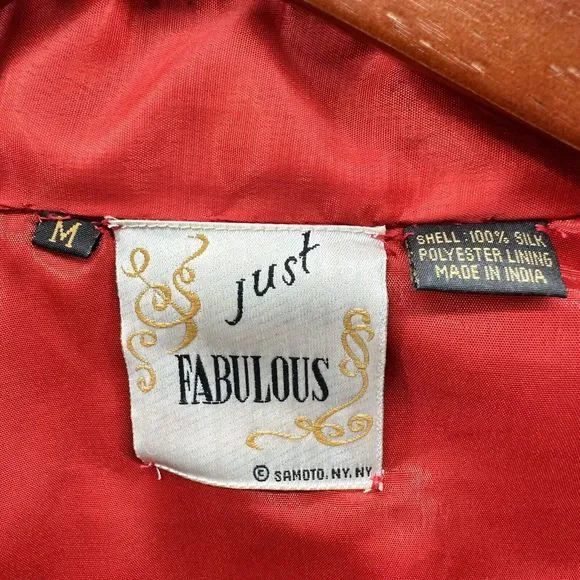 M
just
FABULOUS
© SAMOTO, NY, NY
SHELL : 100% SILK
POLYESTER LINING
MADE IN INDIA